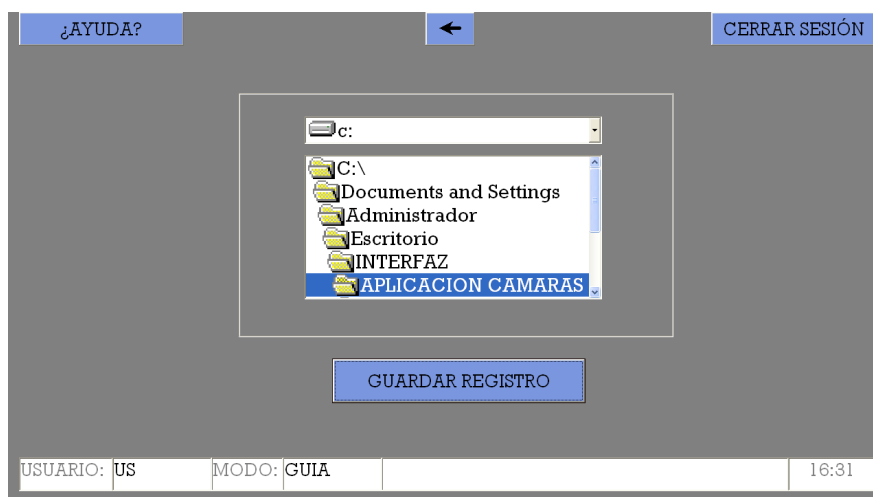 ¿AYUDA?
CERRAR SESIÓN
c:
C:\
Documents and Settings
Administrador
Escritorio
INTERFAZ
APLICACION CAMARAS
GUARDAR REGISTRO
USUARIO: US MODO: GUIA 16:31